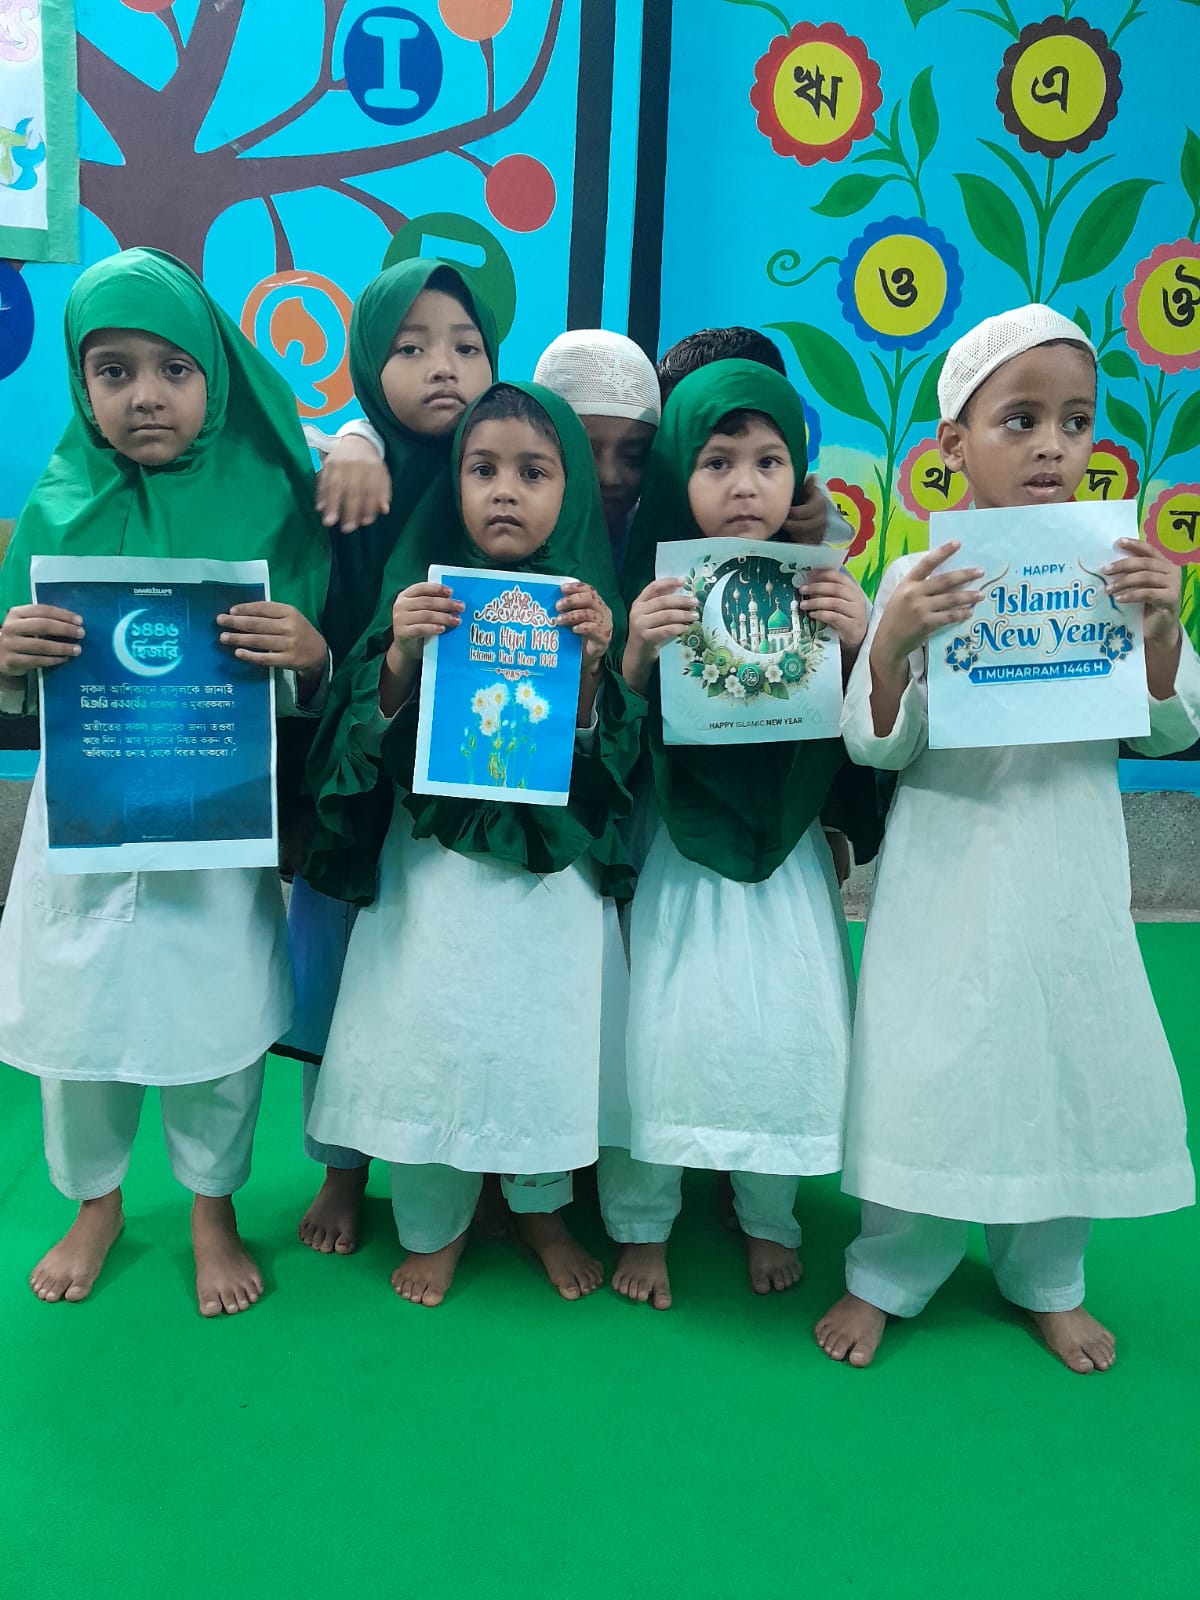 I
Q
ঋ
এ
ও
ঔ
থ
দ
ন
DAWATEISLAMI
১৪৪৬
হিজরি
সকল আশিকানে রাসূলকে জানাই
হিজরি নববর্ষের শুভেচ্ছা ও মুবারকবাদ!
অতীতের সকল গুনাহের জন্য তওবা
করে নিন। আর দৃঢ়ভাবে নিয়ত করুন যে,
"ভবিষ্যতে গুনাহ থেকে বিরত থাকবো।"
New Hijri 1446
Islamic New Year 1446
HAPPY ISLAMIC NEW YEAR
HAPPY
Islamic
New Year
1 MUHARRAM 1446 H